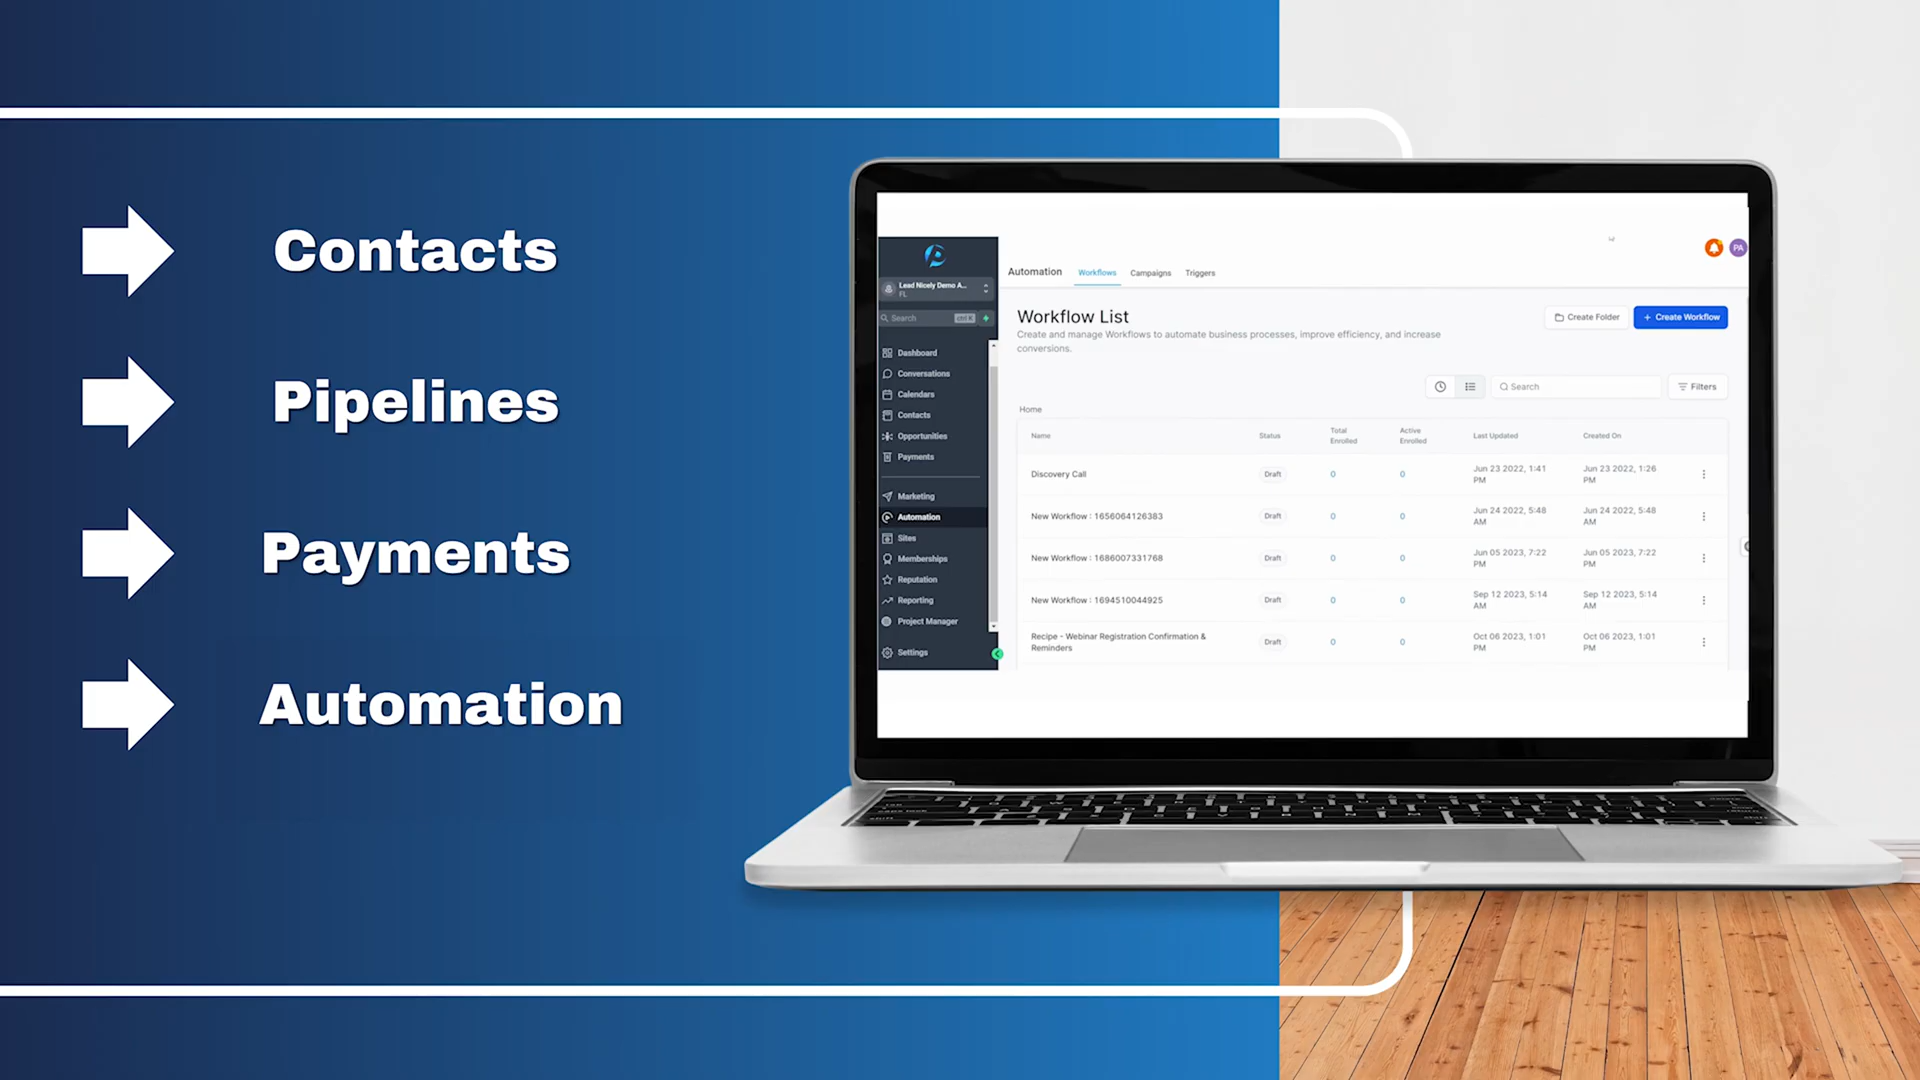 Contacts
Pipelines
Payments
Automation
Lead Nicely Demo A...
FL
Search
ctrl K
Dashboard
Conversations
Calendars
Contacts
Opportunities
Payments
Marketing
Automation
Sites
Memberships
Reputation
Reporting
Project Manager
Settings
Automation Workflows Campaigns Triggers
PA
Workflow List
Create and manage Workflows to automate business processes, improve efficiency, and increase
conversions.
Create Folder
+ Create Workflow
Search
Filters
Home
Name Status Total Enrolled Active Enrolled Last Updated Created On
Discovery Call Draft 0 0 Jun 23 2022, 1:41 PM Jun 23 2022, 1:26 PM
New Workflow : 1656064126383 Draft 0 0 Jun 24 2022, 5:48 AM Jun 24 2022, 5:48 AM
New Workflow : 1686007331768 Draft 0 0 Jun 05 2023, 7:22 PM Jun 05 2023, 7:22 PM
New Workflow : 1694510044925 Draft 0 0 Sep 12 2023, 5:14 AM Sep 12 2023, 5:14 AM
Recipe - Webinar Registration Confirmation & Reminders Draft 0 0 Oct 06 2023, 1:01 PM Oct 06 2023, 1:01 PM